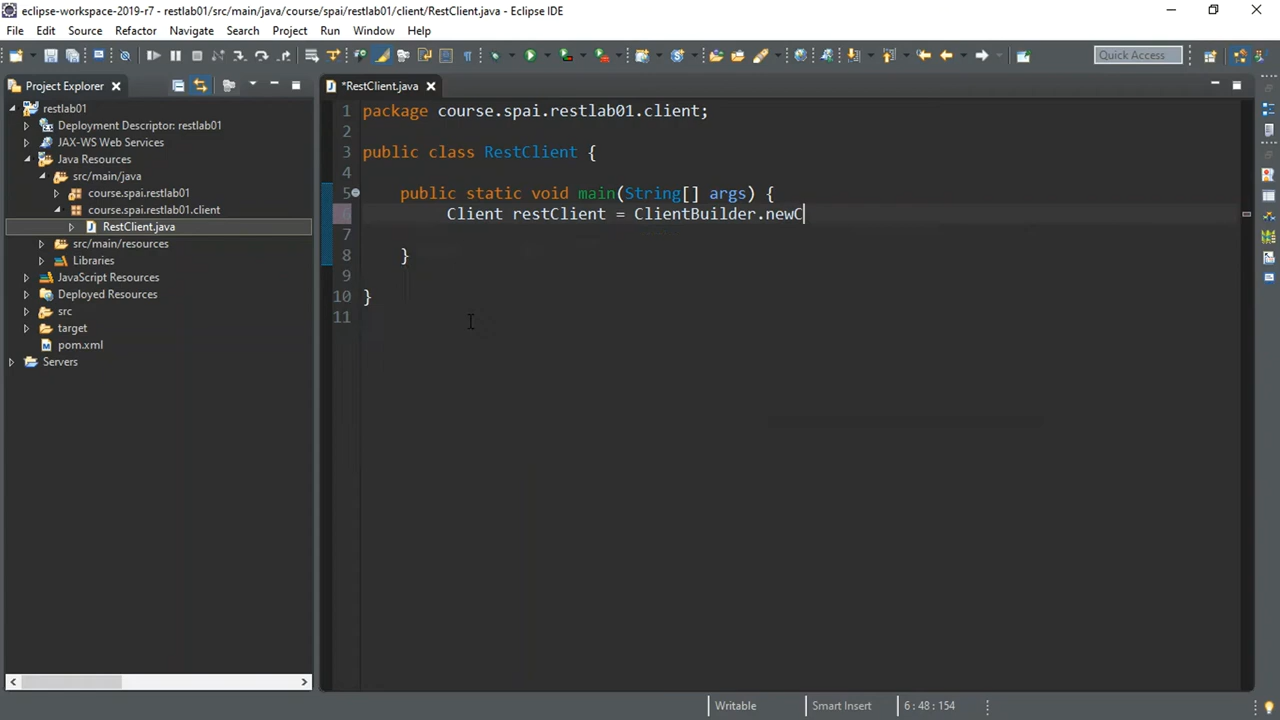 eclipse-workspace-2019-r7 - restlab01/src/main/java/course/spai/restlab01/client/RestClient.java - Eclipse IDE
File Edit Source Refactor Navigate Search Project Run Window Help
Quick Access
Project Explorer
restlab01
Deployment Descriptor: restlab01
JAX-WS Web Services
Java Resources
src/main/java
course.spai.restlab01
course.spai.restlab01.client
RestClient.java
src/main/resources
Libraries
JavaScript Resources
Deployed Resources
src
target
pom.xml
Servers
*RestClient.java
1 package course.spai.restlab01.client;
2
3 public class RestClient {
4
5 public static void main(String[] args) {
6 Client restClient = ClientBuilder.newC
7
8 }
9
10 }
11
Writable Smart Insert 6 : 48 : 154